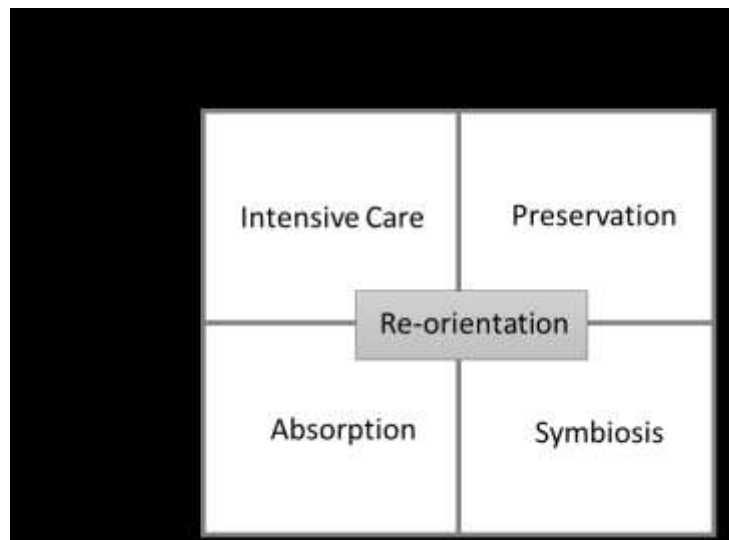 Intensive Care
Preservation
Re-orientation
Absorption
Symbiosis